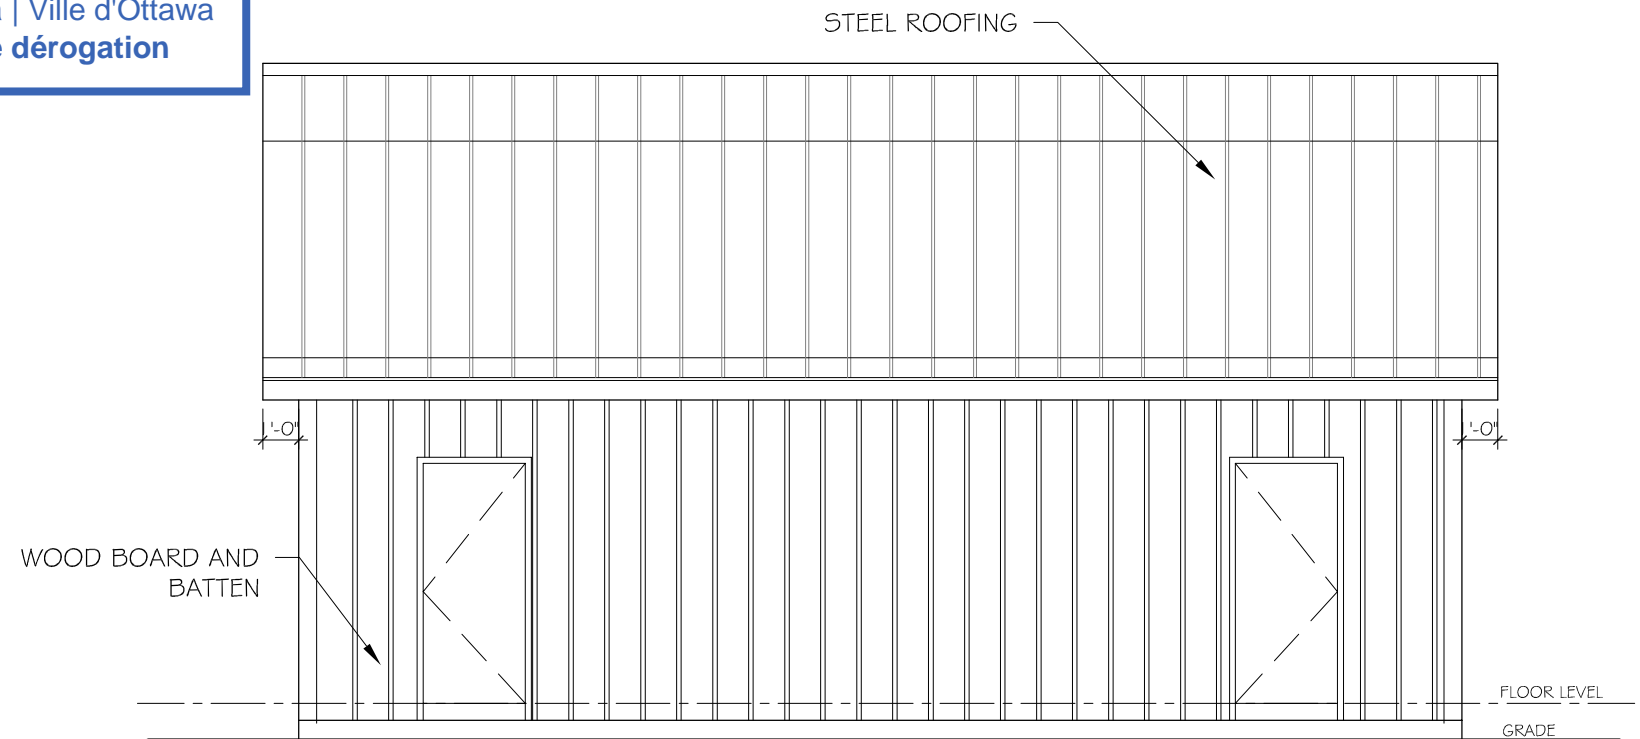 | Ville d'Ottawa
dérogation
STEEL ROOFING
1'-0"
1'-0"
WOOD BOARD AND
BATTEN
FLOOR LEVEL
GRADE